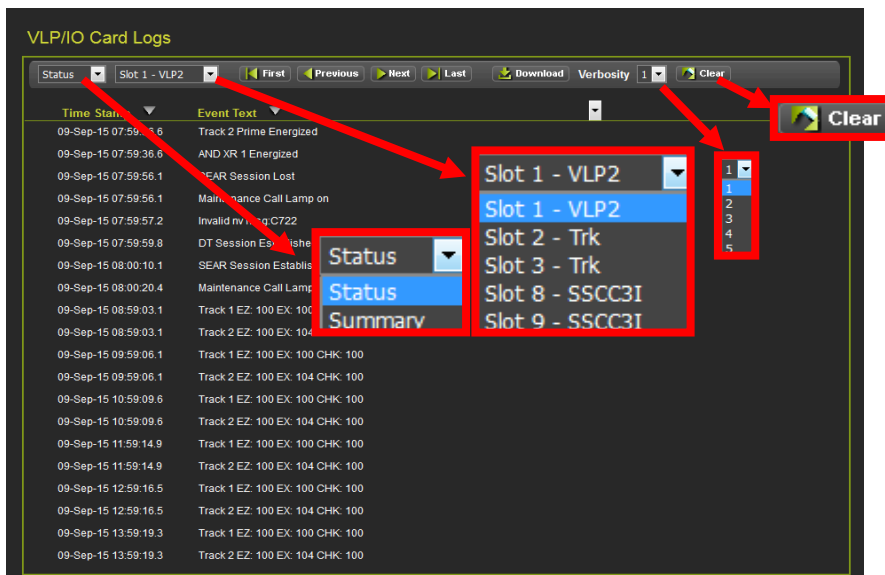 VLP/IO Card Logs
Status Slot 1 - VLP2 First Previous Next Last Download Verbosity 1 Clear
Clear
Time Stamp Event Text
09-Sep-15 07:59:36.6 Track 2 Prime Energized
09-Sep-15 07:59:36.6 AND XR 1 Energized
09-Sep-15 07:59:56.1 SEAR Session Lost
09-Sep-15 07:59:56.1 Maintenance Call Lamp on
09-Sep-15 07:59:57.2 Invalid nv C722
09-Sep-15 07:59:59.8 DT Session Establishe
09-Sep-15 08:00:10.1 SEAR Session Establis
09-Sep-15 08:00:20.4 Maintenance Call Lamp
09-Sep-15 08:59:03.1 Track 1 EZ: 100 EX: 100
09-Sep-15 08:59:03.1 Track 2 EZ: 100 EX: 104
09-Sep-15 09:59:06.1 Track 1 EZ: 100 EX: 100 CHK: 100
09-Sep-15 09:59:06.1 Track 2 EZ: 100 EX: 104 CHK: 100
09-Sep-15 10:59:09.6 Track 1 EZ: 100 EX: 100 CHK: 100
09-Sep-15 10:59:09.6 Track 2 EZ: 100 EX: 104 CHK: 100
09-Sep-15 11:59:14.9 Track 1 EZ: 100 EX: 100 CHK: 100
09-Sep-15 11:59:14.9 Track 2 EZ: 100 EX: 104 CHK: 100
09-Sep-15 12:59:16.5 Track 1 EZ: 100 EX: 100 CHK: 100
09-Sep-15 12:59:16.5 Track 2 EZ: 100 EX: 104 CHK: 100
09-Sep-15 13:59:19.3 Track 1 EZ: 100 EX: 100 CHK: 100
09-Sep-15 13:59:19.3 Track 2 EZ: 100 EX: 104 CHK: 100
Status
Status
Summary
Slot 1 - VLP2
Slot 1 - VLP2
Slot 2 - Trk
Slot 3 - Trk
Slot 8 - SSCC3I
Slot 9 - SSCC3I
1
1
2
3
4
5